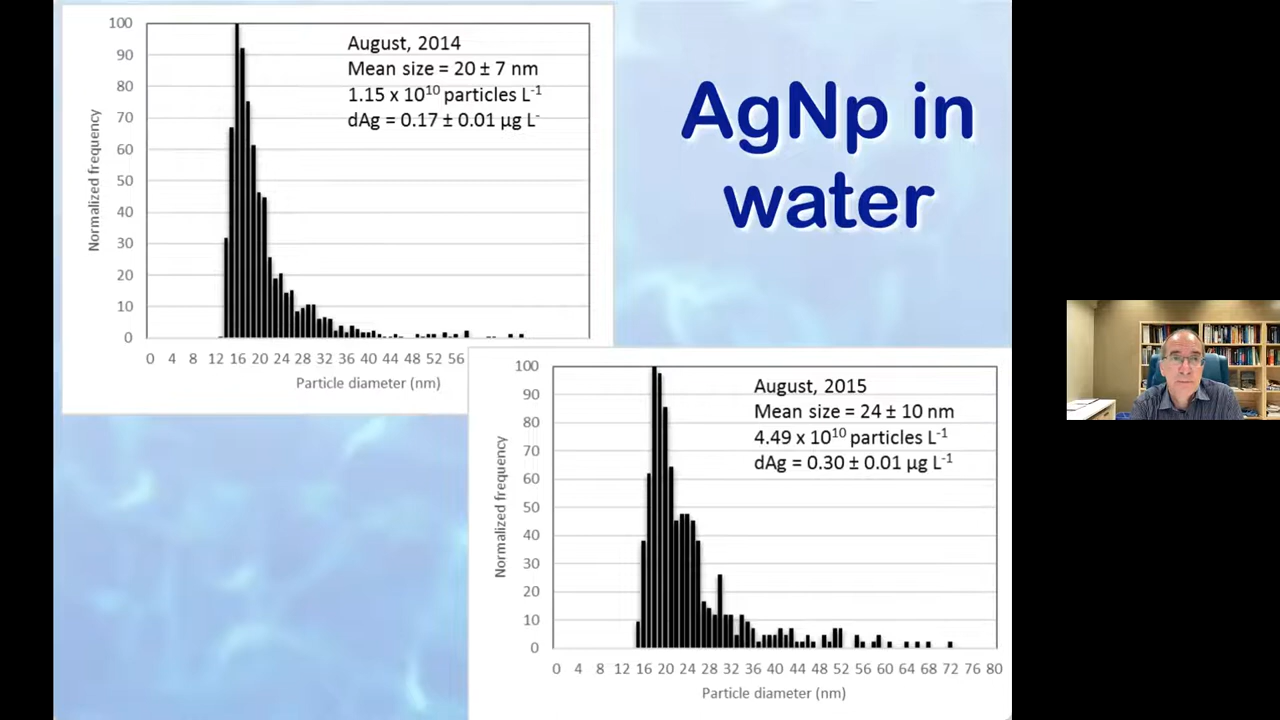 AgNp in
water
100
90
80
70
60
50
40
30
20
10
0
Normalized frequency
August, 2014
Mean size = 20 ± 7 nm
1.15 x 10¹⁰ particles L⁻¹
dAg = 0.17 ± 0.01 µg L⁻
0 4 8 12 16 20 24 28 32 36 40 44 48 52 56
Particle diameter (nm)
100
90
80
70
60
50
40
30
20
10
0
Normalized frequency
August, 2015
Mean size = 24 ± 10 nm
4.49 x 10¹⁰ particles L⁻¹
dAg = 0.30 ± 0.01 µg L⁻¹
0 4 8 12 16 20 24 28 32 36 40 44 48 52 56 60 64 68 72 76 80
Particle diameter (nm)